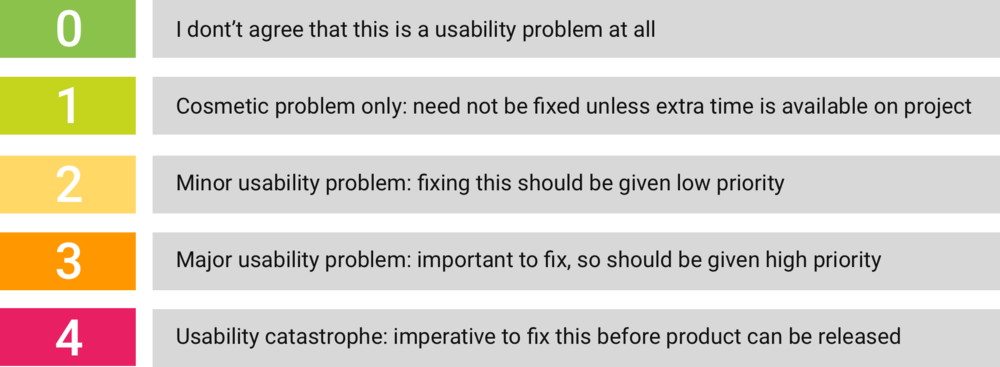 0 I dont’t agree that this is a usability problem at all
1 Cosmetic problem only: need not be fixed unless extra time is available on project
2 Minor usability problem: fixing this should be given low priority
3 Major usability problem: important to fix, so should be given high priority
4 Usability catastrophe: imperative to fix this before product can be released